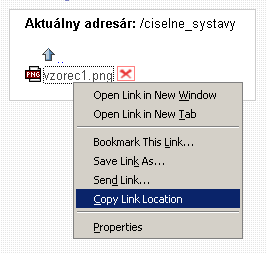 Aktuálny adresár: /ciselne_systavy
..
PNG vzorec1.png
Open Link in New Window
Open Link in New Tab
Bookmark This Link...
Save Link As...
Send Link...
Copy Link Location
Properties